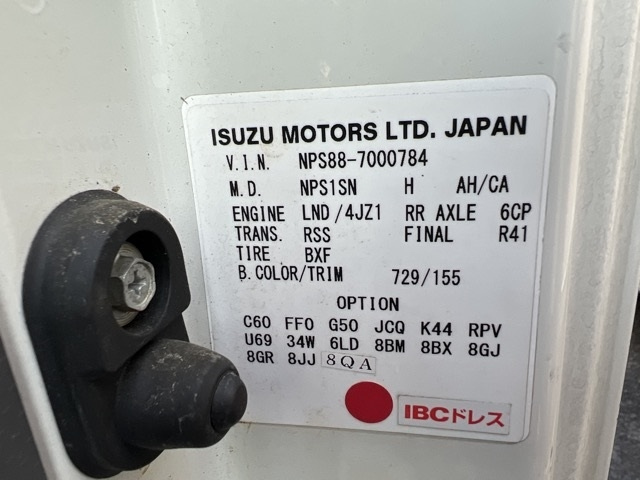 ISUZU MOTORS LTD. JAPAN
V.I.N. NPS88-7000784
M.D. NPS1SN H AH/CA
ENGINE LND/4JZ1 RR AXLE 6CP
TRANS. RSS FINAL R41
TIRE BXF
B.COLOR/TRIM 729/155
OPTION
C60 FF0 G50 JCQ K44 RPV
U69 34W 6LD 8BM 8BX 8GJ
8GR 8JJ 8QA
IBCドレス